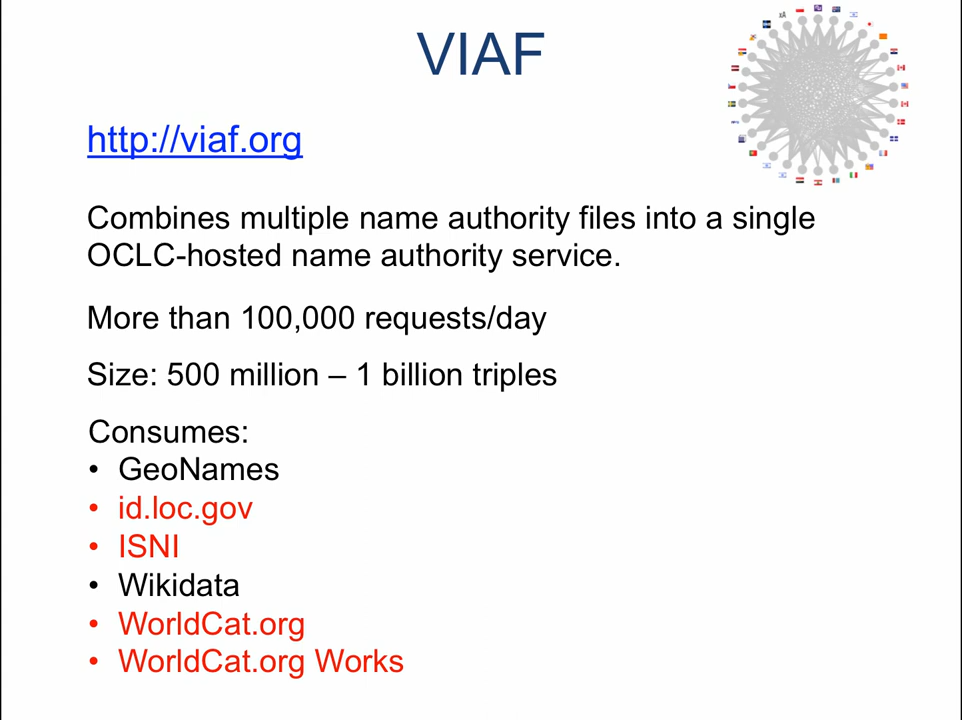 VIAF
http://viaf.org
Combines multiple name authority files into a single
OCLC-hosted name authority service.
More than 100,000 requests/day
Size: 500 million – 1 billion triples
Consumes:
• GeoNames
• id.loc.gov
• ISNI
• Wikidata
• WorldCat.org
• WorldCat.org Works